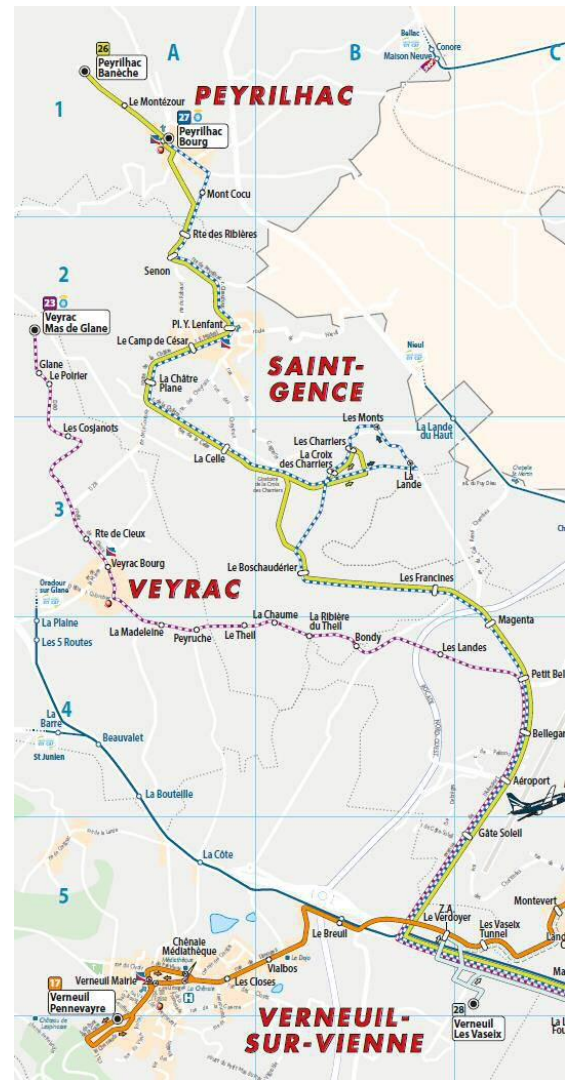 A
B
C
Bellac
Conore
Maison Neuve
26
Peyrilhac
Banèche
1
Le Montézour
PEYRILHAC
27
Peyrilhac
Bourg
Mont Cocu
Rte des Ribières
Senon
2
23
Veyrac
Mas de Glane
Pl. Y. Lenfant
Le Camp de César
Nieul
Glane
Le Poirier
La Châtre
Plane
SAINT-
GENCE
Les Cosjanots
Les Monts
La Lande
du Haut
Les Charriers
La Croix
des Charriers
La Celle
La
Lande
3
Rte de Cieux
Veyrac Bourg
Le Boschaudérier
Les Francines
VEYRAC
Oradour
sur Glane
La Plaine
Les 5 Routes
La Madeleine
Peyruche
Le Theil
La Chaume
La Ribière
du Theil
Bondy
Les Landes
Magenta
Petit Bel
4
La
Barre
St Junien
Beauvalet
Bellegar
Aéroport
La Bouteille
Gâte Soleil
5
La Côte
Z.A.
Le Verdoyer
Montevert
Le Breuil
Les Vaseix
Tunnel
Land
Chênaie
Médiathèque
Médiathèque
Vialbos
Les Closes
Verneuil Mairie
H
17
Verneuil
Pennevayre
28
Verneuil
Les Vaseix
Ma
La L
Fou
VERNEUIL-
SUR-VIENNE